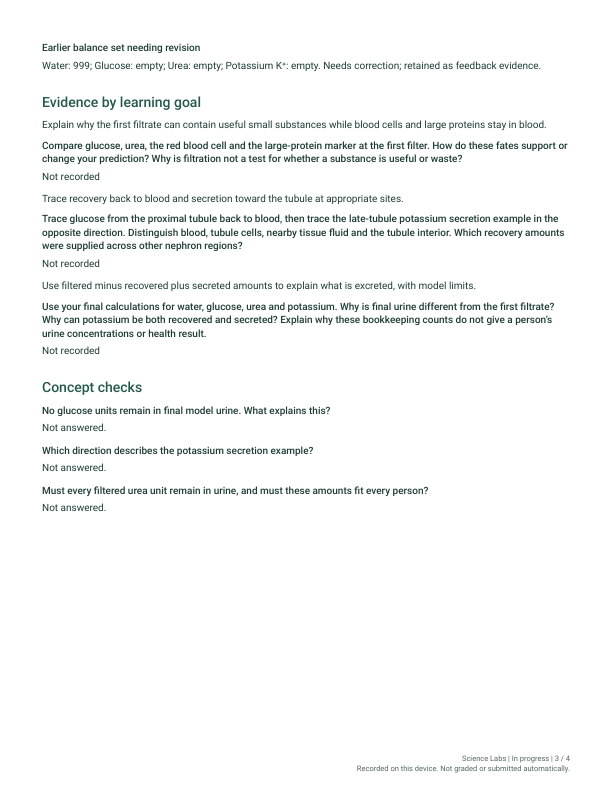 Earlier balance set needing revision
Water: 999; Glucose: empty; Urea: empty; Potassium K⁺: empty. Needs correction; retained as feedback evidence.
Evidence by learning goal
Explain why the first filtrate can contain useful small substances while blood cells and large proteins stay in blood.
Compare glucose, urea, the red blood cell and the large-protein marker at the first filter. How do these fates support or
change your prediction? Why is filtration not a test for whether a substance is useful or waste?
Not recorded
Trace recovery back to blood and secretion toward the tubule at appropriate sites.
Trace glucose from the proximal tubule back to blood, then trace the late-tubule potassium secretion example in the
opposite direction. Distinguish blood, tubule cells, nearby tissue fluid and the tubule interior. Which recovery amounts
were supplied across other nephron regions?
Not recorded
Use filtered minus recovered plus secreted amounts to explain what is excreted, with model limits.
Use your final calculations for water, glucose, urea and potassium. Why is final urine different from the first filtrate?
Why can potassium be both recovered and secreted? Explain why these bookkeeping counts do not give a person's
urine concentrations or health result.
Not recorded
Concept checks
No glucose units remain in final model urine. What explains this?
Not answered.
Which direction describes the potassium secretion example?
Not answered.
Must every filtered urea unit remain in urine, and must these amounts fit every person?
Not answered.
Science Labs | In progress | 3 / 4
Recorded on this device. Not graded or submitted automatically.